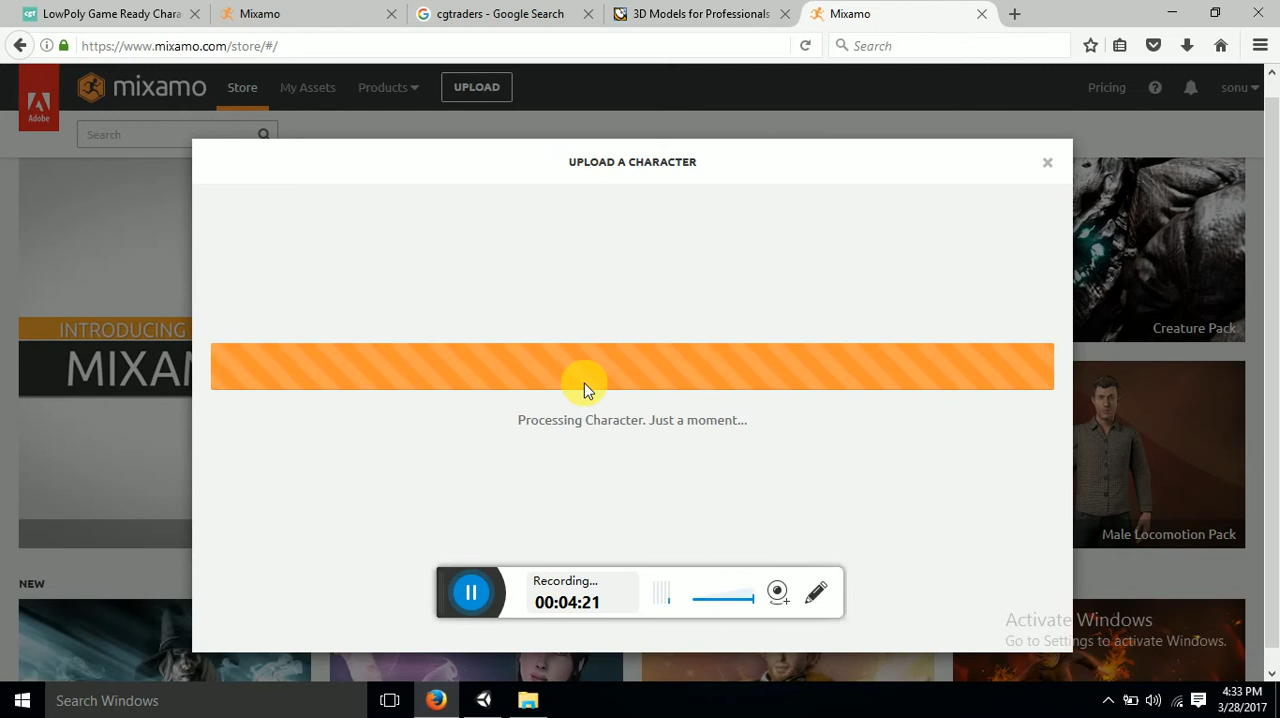 LowPoly Game Ready Chara
Mixamo
cgtraders - Google Search
3D Models for Professionals
Mixamo
https://www.mixamo.com/store/#/
Search
Adobe
mixamo
Store
My Assets
Products
UPLOAD
Pricing
sonu
Search
UPLOAD A CHARACTER
INTRODUCING
MIXAM
Creature Pack
Processing Character. Just a moment...
Male Locomotion Pack
NEW
Recording...
00:04:21
Activate Windows
Go to Settings to activate Windows.
Search Windows
4:33 PM
3/28/2017